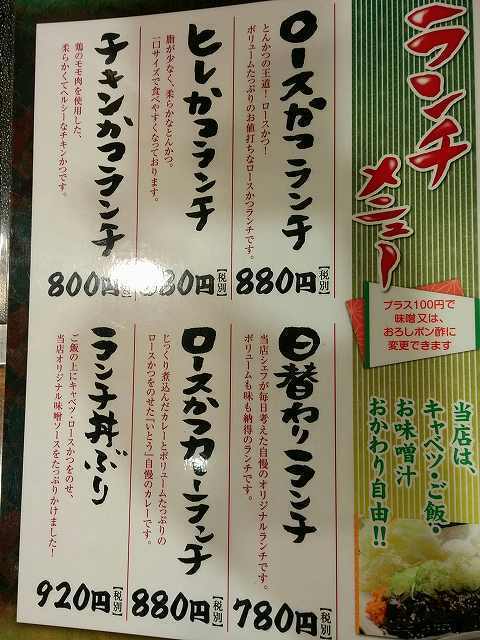 ランチ
メニュー
プラス100円で
味噌又は、
おろしポン酢に
変更できます
当店は、
キャベツ・ご飯・
お味噌汁
おかわり自由!!
ロースかつランチ
とんかつの王道!ロースかつ!
ボリュームたっぷりのお値打ちなロースかつランチです。
880円【税別】
ヒレかつランチ
脂が少なく、柔らかなとんかつ。
一口サイズで食べやすくなっております。
80円【税別】
チキンかつランチ
鶏のモモ肉を使用した、
柔らかくてヘルシーなチキンかつです。
800円【税別】
日替わりランチ
当店シェフが毎日考えた自慢のオリジナルランチです。
ボリュームも味も納得のランチです。
780円【税別】
ロースかつカレーランチ
じっくり煮込んだカレーとボリュームたっぷりの
ロースかつをのせた「いとう」自慢のカレーです。
880円【税別】
ランチ丼ぶり
ご飯の上にキャベツ・ロースかつをのせ、
当店オリジナル味噌ソースをたっぷりかけました!
920円【税別】